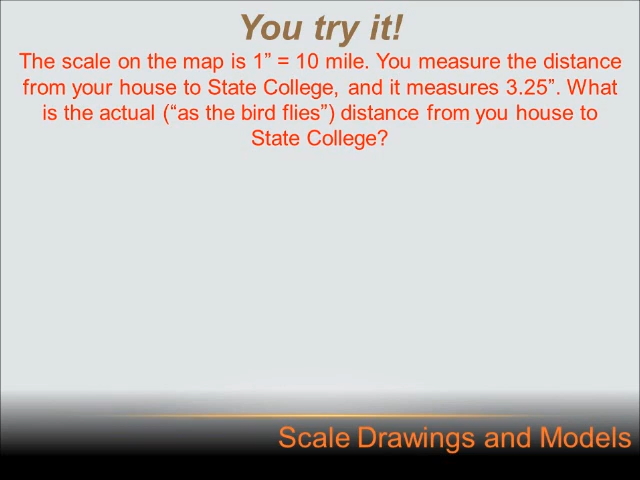 You try it!
The scale on the map is 1” = 10 mile. You measure the distance
from your house to State College, and it measures 3.25”. What
is the actual (“as the bird flies”) distance from you house to
State College?
Scale Drawings and Models